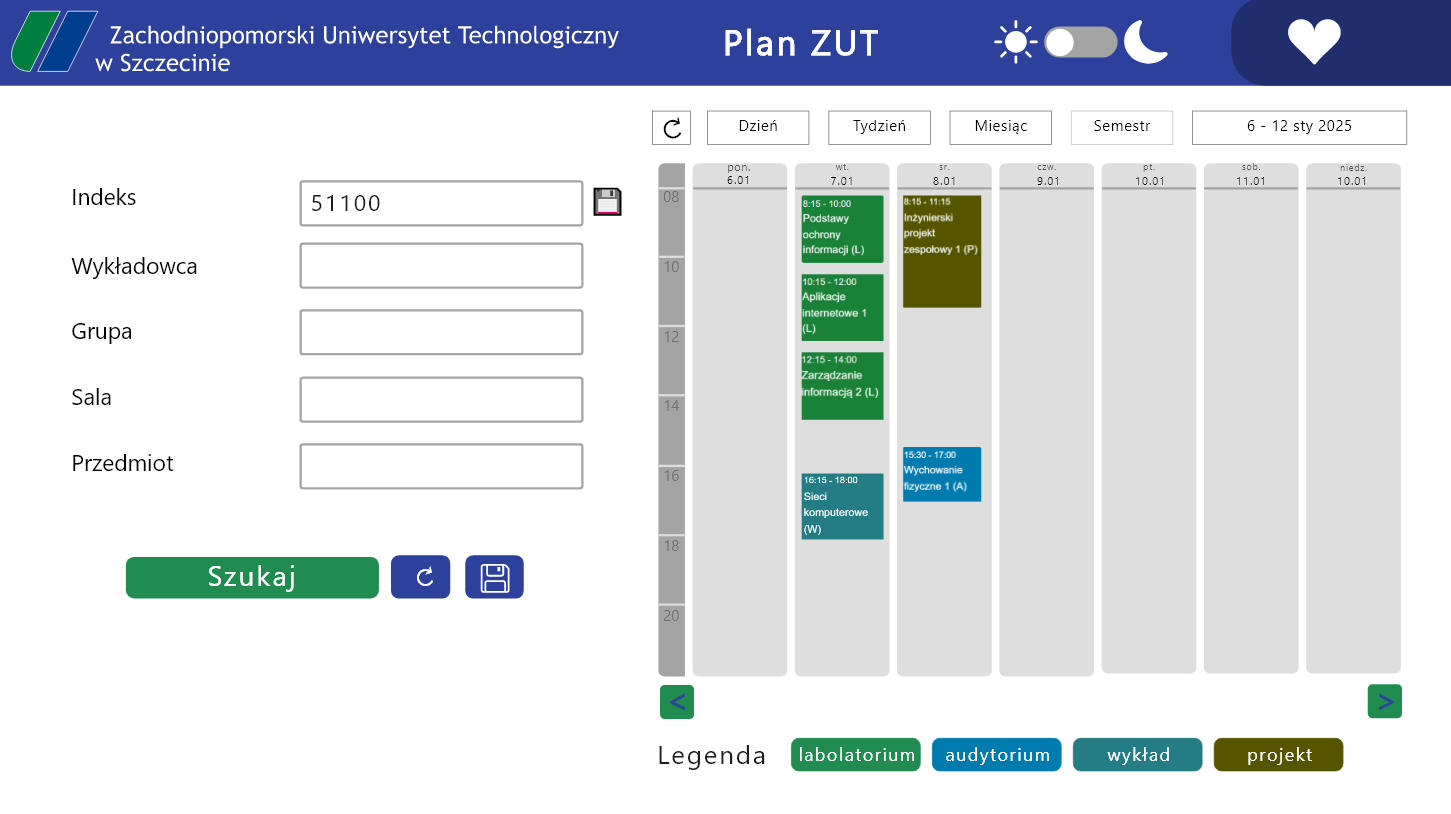 Zachodniopomorski Uniwersytet Technologiczny
w Szczecinie
Plan ZUT
Dzień
Tydzień
Miesiąc
Semestr
6 - 12 sty 2025
Indeks
51100
Wykładowca
Grupa
Sala
Przedmiot
Szukaj
pon.
6.01
wt.
7.01
śr.
8.01
czw.
9.01
pt.
10.01
sob.
11.01
niedz.
10.01
08
10
12
14
16
18
20
8:15 - 10:00
Podstawy
ochrony
informacji (L)
10:15 - 12:00
Aplikacje
internetowe 1
(L)
12:15 - 14:00
Zarządzanie
informacją 2 (L)
16:15 - 18:00
Sieci
komputerowe
(W)
8:15 - 11:15
Inżynierski
projekt
zespołowy 1 (P)
15:30 - 17:00
Wychowanie
fizyczne 1 (A)
<
>
Legenda
labolatorium
audytorium
wykład
projekt